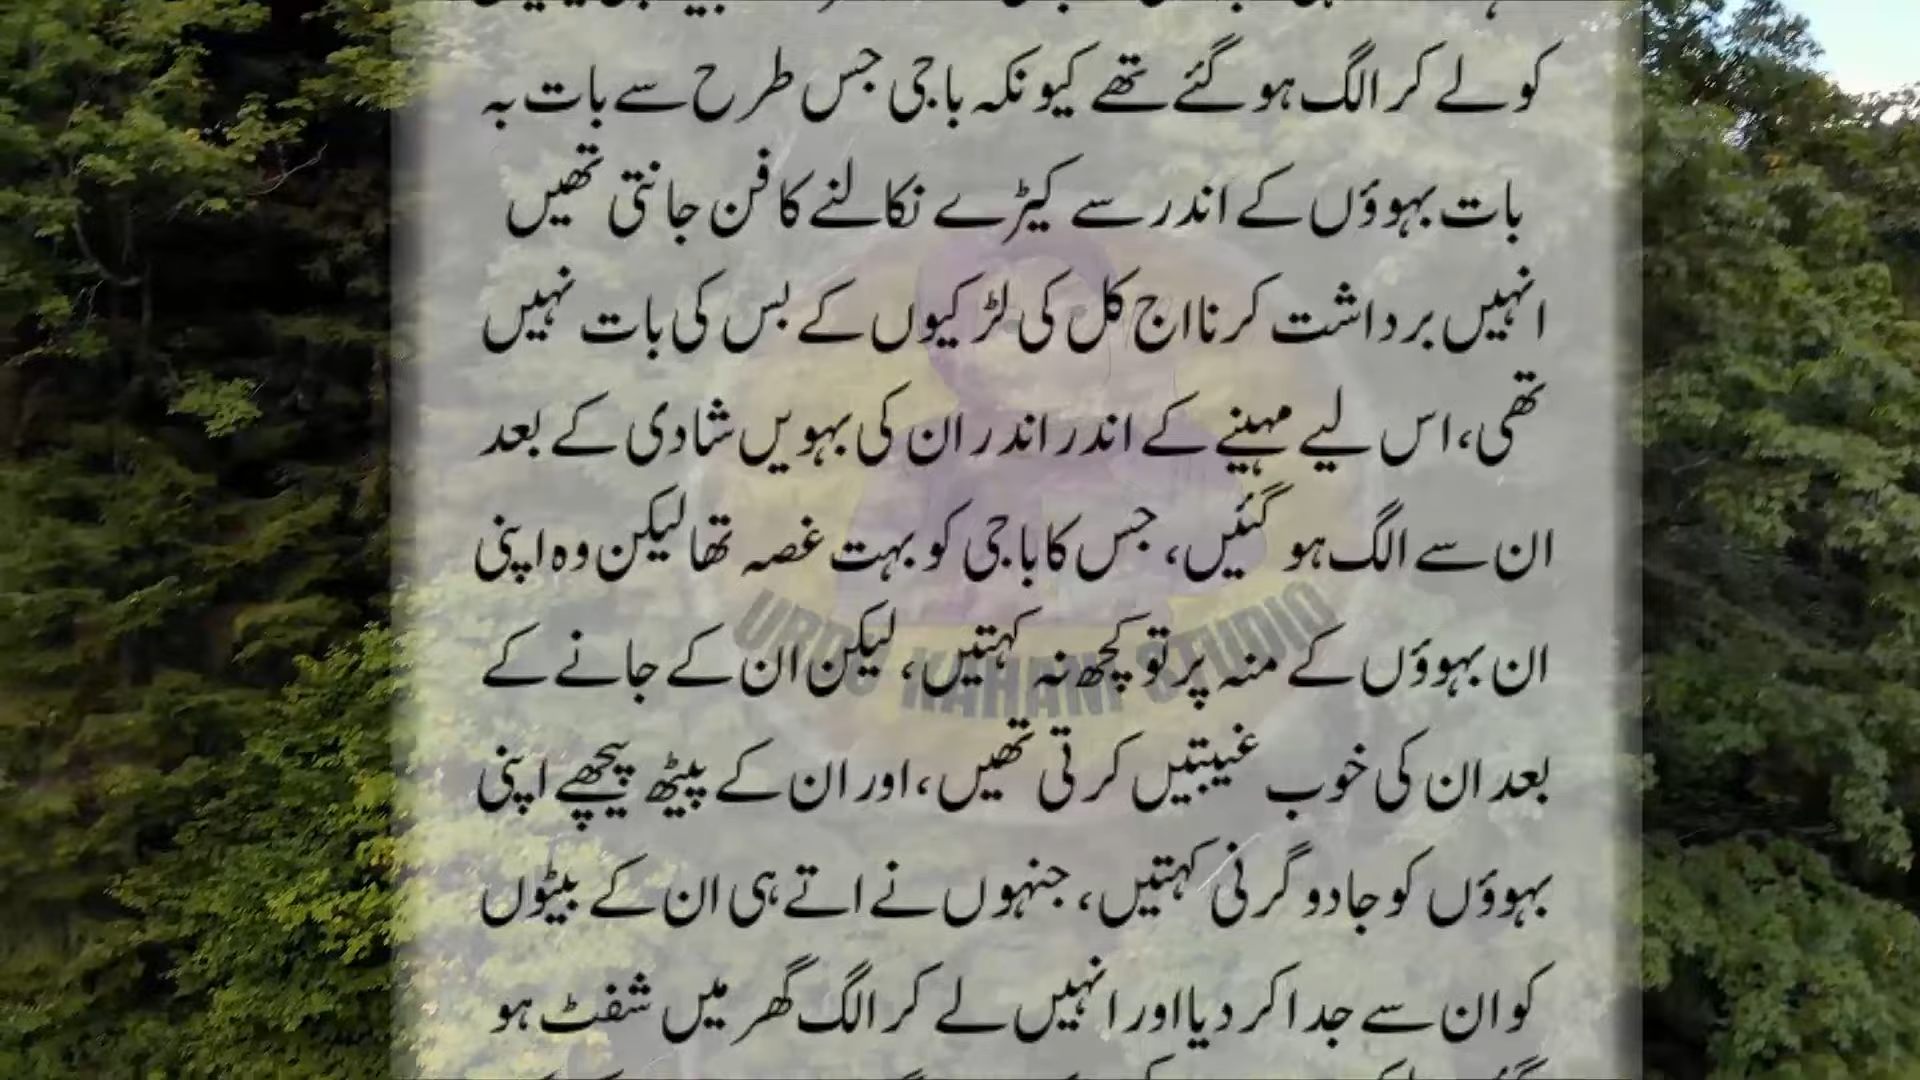 کو لے کر الگ ہو گئے تھے کیونکہ باجی جس طرح سے بات بہ
بات بہوؤں کے اندر سے کیڑے نکالنے کا فن جانتی تھیں
انہیں برداشت کرنا اج کل کی لڑکیوں کے بس کی بات نہیں
تھی، اس لیے مہینے کے اندر اندر ان کی بہویں شادی کے بعد
ان سے الگ ہو گئیں، جس کا باجی کو بہت غصہ تھا لیکن وہ اپنی
ان بہوؤں کے منہ پر تو کچھ نہ کہتیں، لیکن ان کے جانے کے
بعد ان کی خوب غیبتیں کرتی تھیں، اور ان کے پیٹھ پیچھے اپنی
بہوؤں کو جادو گرنی کہتیں، جنہوں نے اتے ہی ان کے بیٹوں
کو ان سے جدا کر دیا اور انہیں لے کر الگ گھر میں شفٹ ہو
URDU KAHANI STUDIO